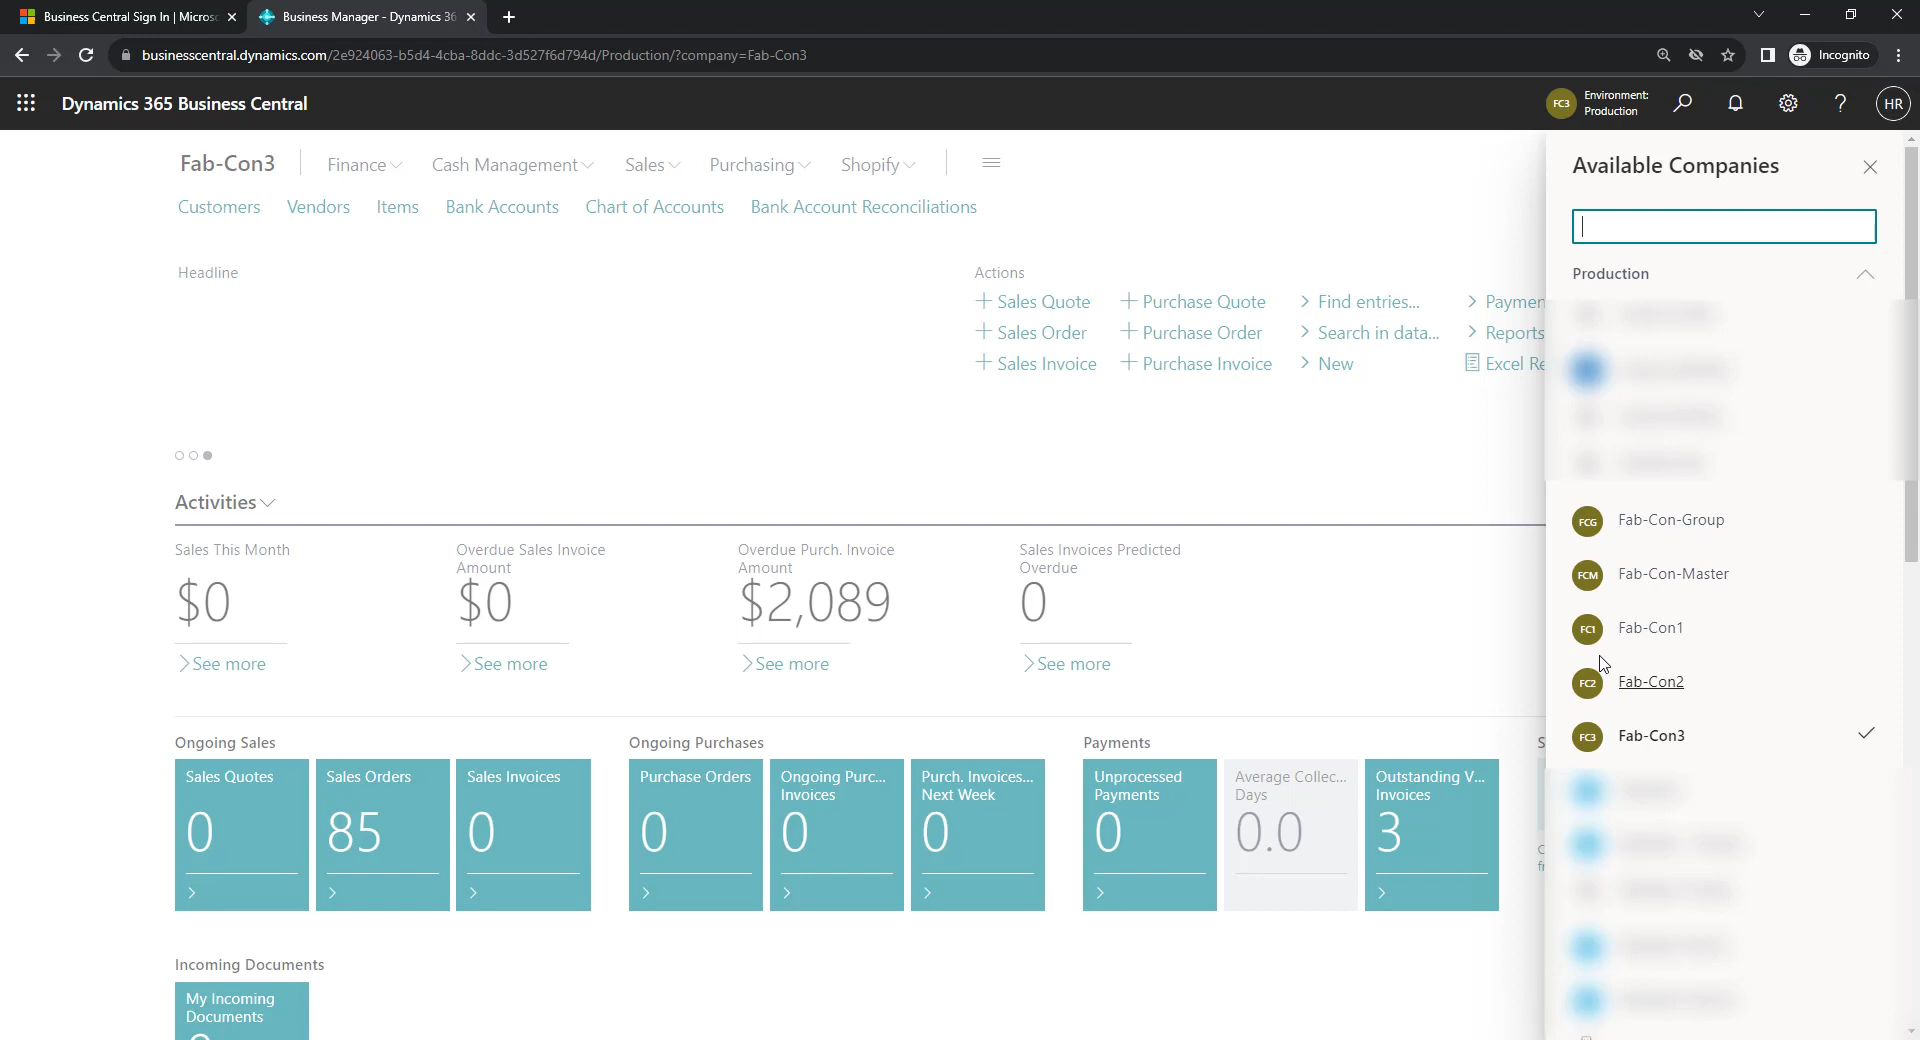 Business Central Sign In | Micros
Business Manager - Dynamics 36
businesscentral.dynamics.com/2e924063-b5d4-4cba-8ddc-3d527f6d794d/Production/?company=Fab-Con3
Incognito
Dynamics 365 Business Central
FC3
Environment:
Production
?
HR
Fab-Con3
Finance
Cash Management
Sales
Purchasing
Shopify
Customers
Vendors
Items
Bank Accounts
Chart of Accounts
Bank Account Reconciliations
Headline
Actions
+ Sales Quote
+ Purchase Quote
> Find entries...
> Paymen
+ Sales Order
+ Purchase Order
> Search in data...
> Reports
+ Sales Invoice
+ Purchase Invoice
> New
Excel Re
Activities
Sales This Month
$0
>See more
Overdue Sales Invoice
Amount
$0
>See more
Overdue Purch. Invoice
Amount
$2,089
>See more
Sales Invoices Predicted
Overdue
0
>See more
Ongoing Sales
Sales Quotes
0
Sales Orders
85
Sales Invoices
0
Ongoing Purchases
Purchase Orders
0
Ongoing Purc...
Invoices
0
Purch. Invoices...
Next Week
0
Payments
Unprocessed
Payments
0
Average Collec...
Days
0.0
Outstanding V...
Invoices
3
Incoming Documents
My Incoming
Documents
Available Companies
Production
FCG
Fab-Con-Group
FCM
Fab-Con-Master
FC1
Fab-Con1
FC2
Fab-Con2
FC3
Fab-Con3